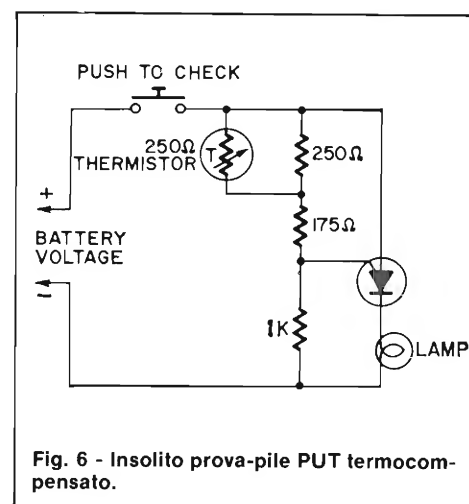 PUSH TO CHECK
250Ω
THERMISTOR
T
250Ω
175Ω
+
BATTERY
VOLTAGE
-
1K
LAMP
Fig. 6 - Insolito prova-pile PUT termocom-
pensato.